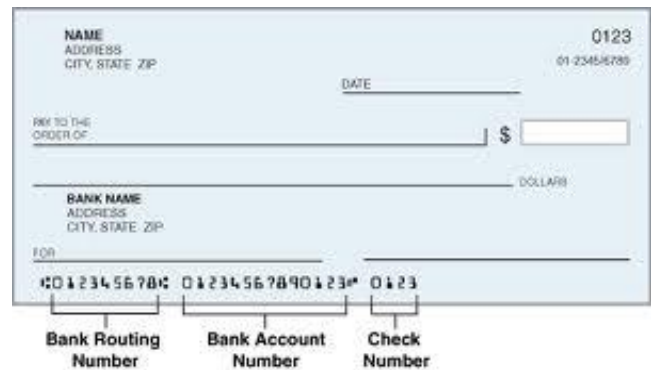 NAME
ADDRESS
CITY, STATE ZIP
0123
01-2345/6789
DATE
PAY TO THE
ORDER OF
$
DOLLARS
BANK NAME
ADDRESS
CITY, STATE ZIP
FOR
⑆012345678⑆ 01234567890123⑈ 0123
Bank Routing Number
Bank Account Number
Check Number